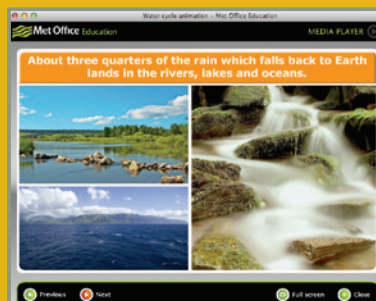 Water cycle animation – Met Office Education
Met Office Education
MEDIA PLAYER
About three quarters of the rain which falls back to Earth
lands in the rivers, lakes and oceans.
Previous
Next
Full screen
Close